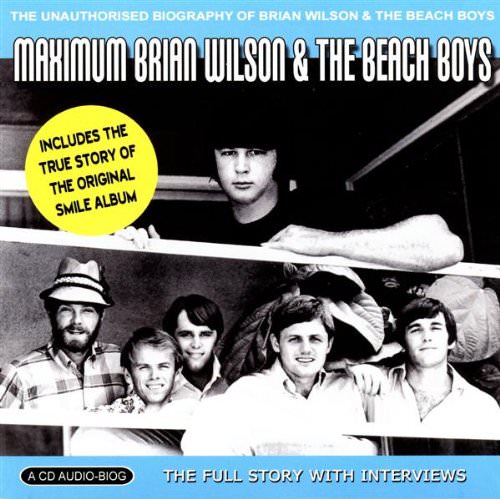 THE UNAUTHORISED BIOGRAPHY OF BRIAN WILSON & THE BEACH BOYS
MAXIMUM BRIAN WILSON & THE BEACH BOYS
INCLUDES THE
TRUE STORY OF
THE ORIGINAL
SMILE ALBUM
A CD AUDIO-BIOG
THE FULL STORY WITH INTERVIEWS